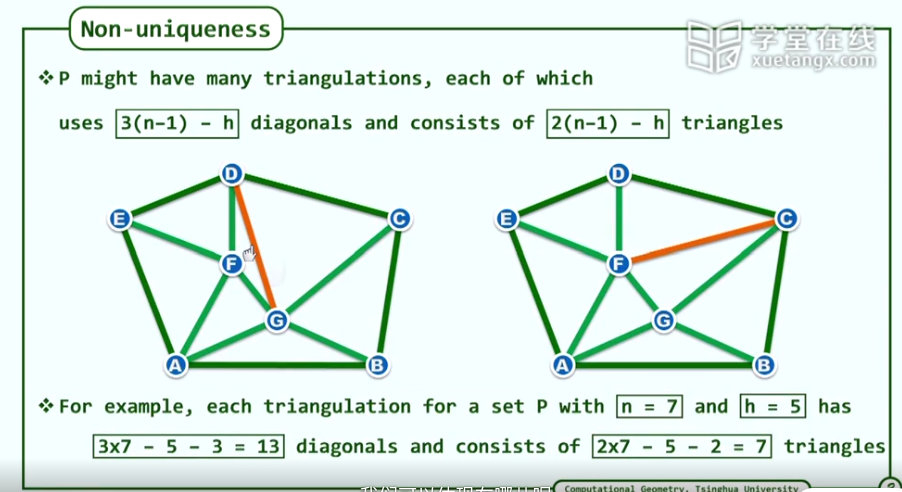 Non-uniqueness
学堂在线
xuetangx.com
❖P might have many triangulations, each of which
uses 3(n-1) - h diagonals and consists of 2(n-1) - h triangles
D D
E C E C
F F
G G
A B A B
❖For example, each triangulation for a set P with n = 7 and h = 5 has
3x7 - 5 - 3 = 13 diagonals and consists of 2x7 - 5 - 2 = 7 triangles
Computational Geometry, Tsinghua University